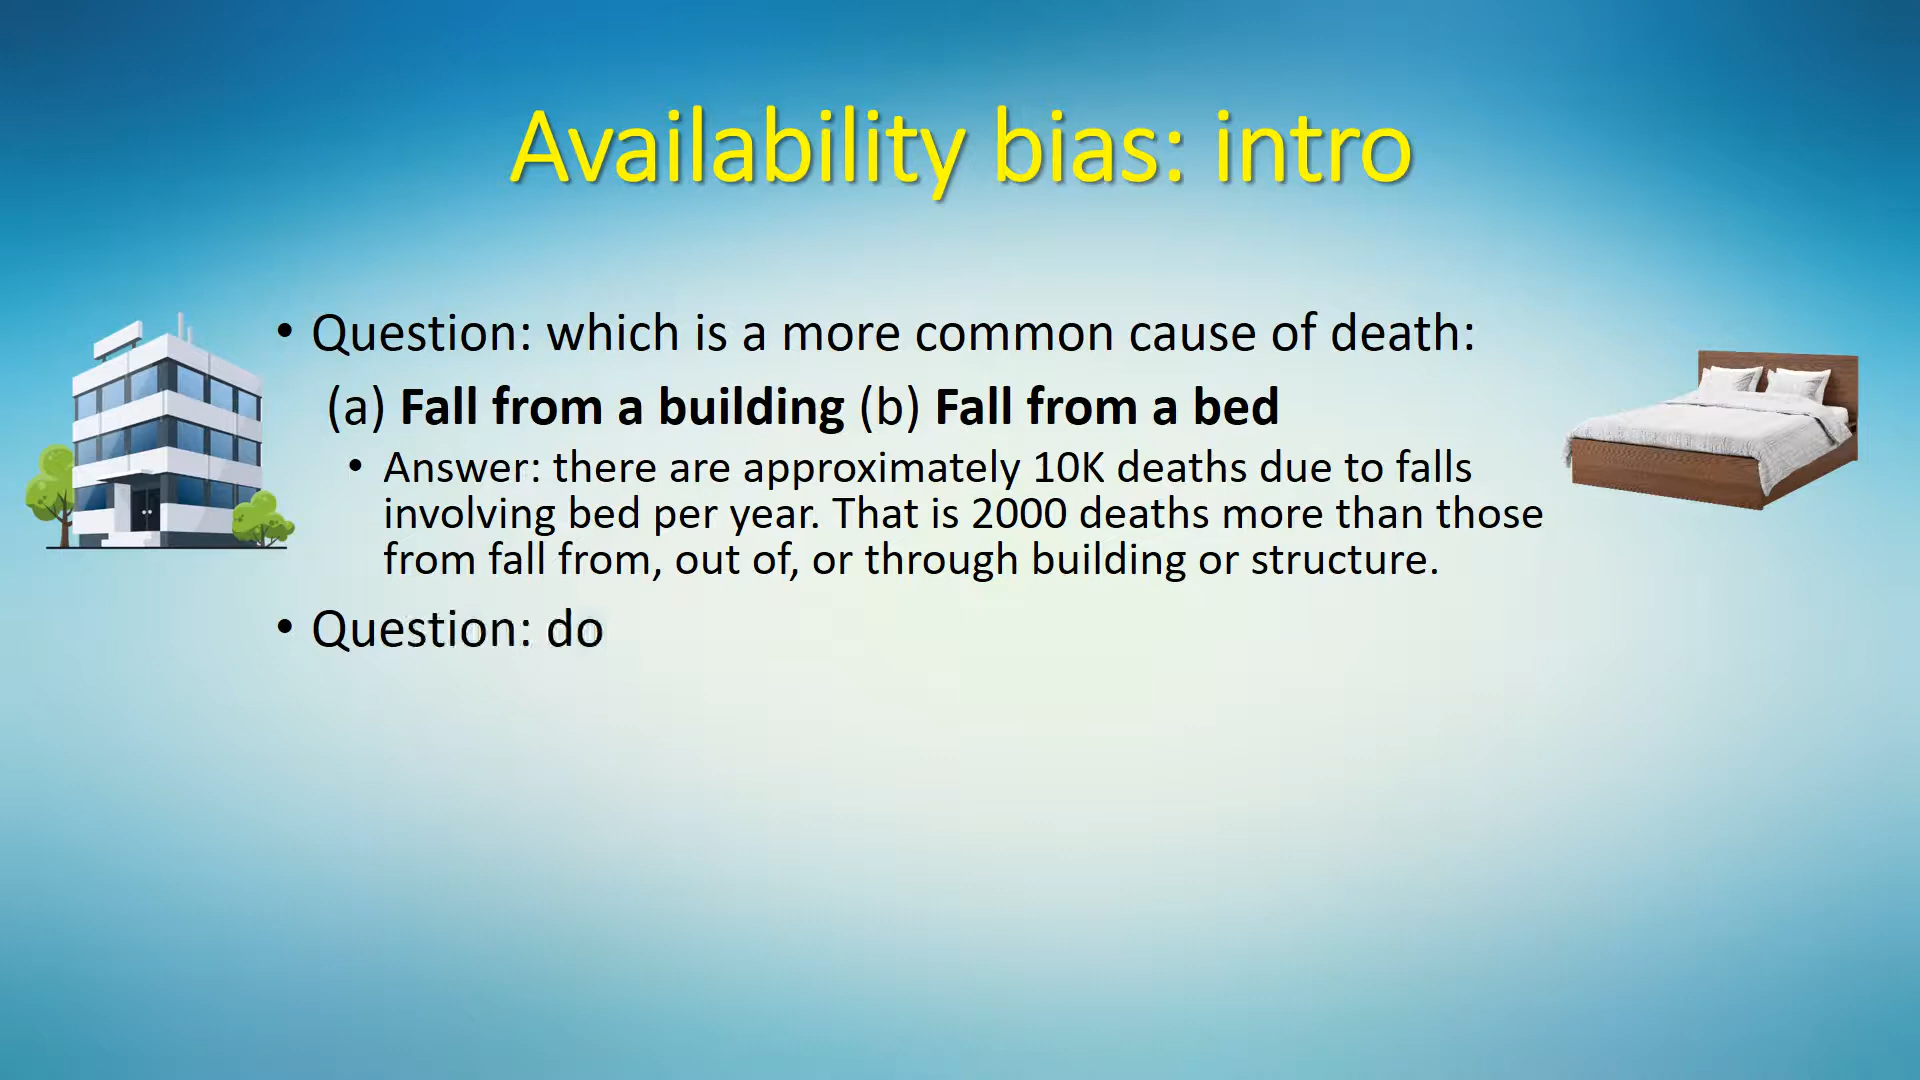 Availability bias: intro
• Question: which is a more common cause of death:
(a) Fall from a building (b) Fall from a bed
• Answer: there are approximately 10K deaths due to falls
involving bed per year. That is 2000 deaths more than those
from fall from, out of, or through building or structure.
• Question: do